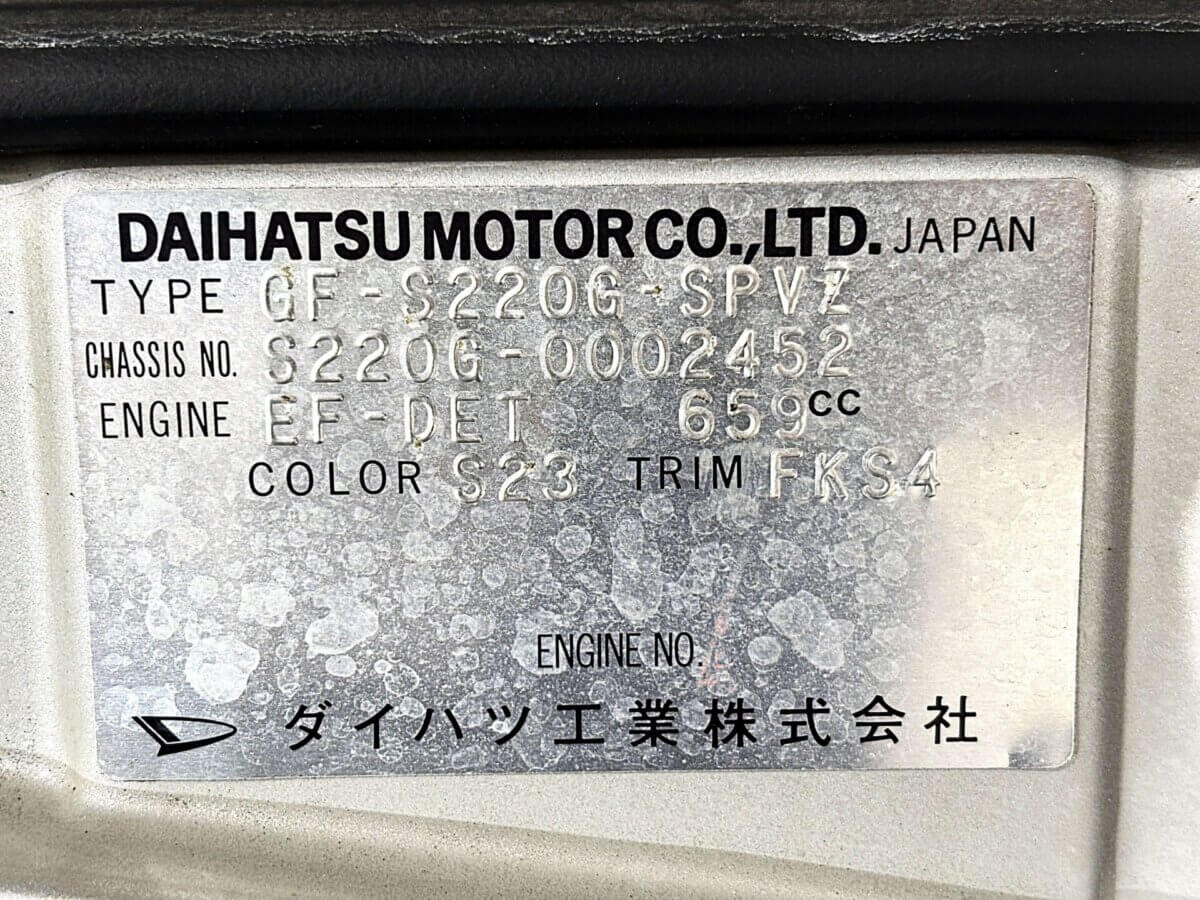 DAIHATSU MOTOR CO.,LTD. JAPAN
TYPE GF-S220G-SPVZ
CHASSIS NO. S220G-0002452
ENGINE EF-DET 659CC
COLOR S23 TRIM FKS4
ENGINE NO.
ダイハツ工業株式会社